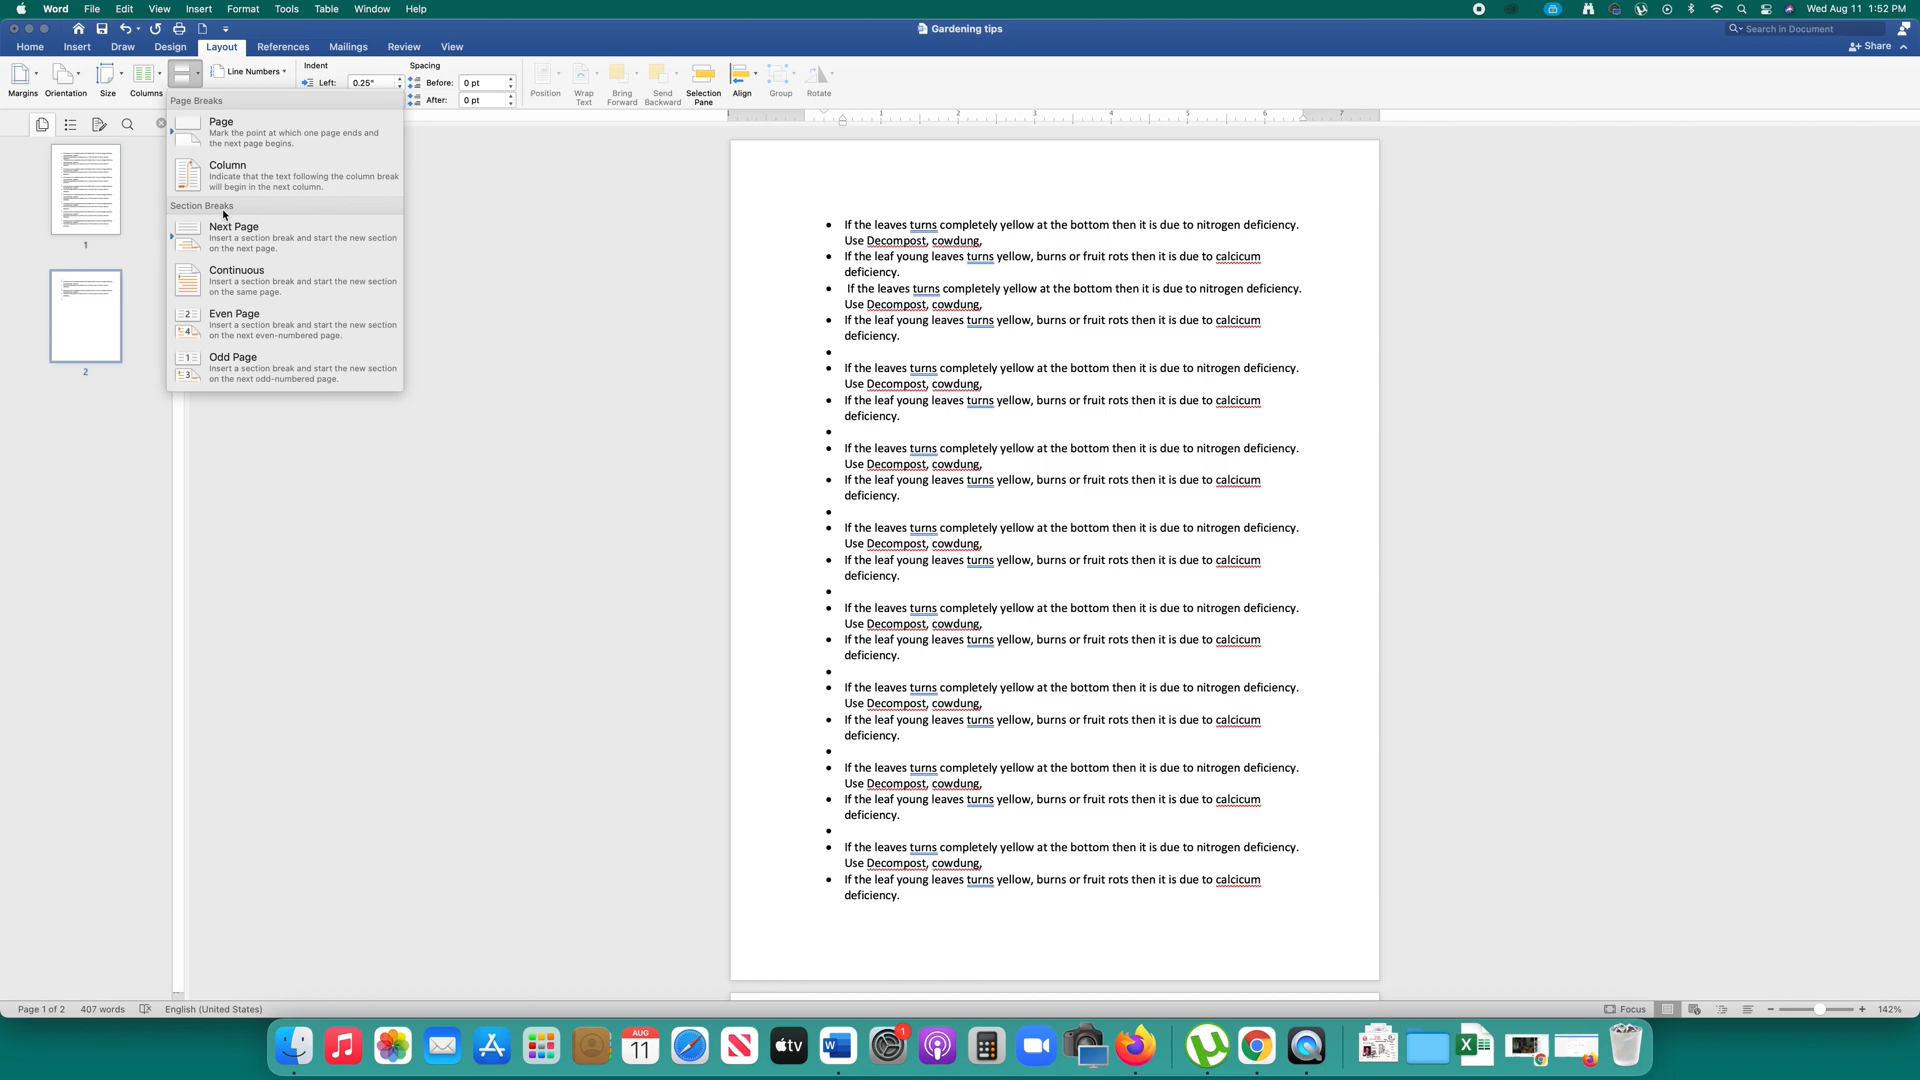 Word File Edit View Insert Format Tools Table Window Help Wed Aug 11 1:52 PM
Gardening tips Search in Document
Home Insert Draw Design Layout References Mailings Review View Share
Margins Orientation Size Columns Line Numbers Indent Left: 0.25" Spacing Before: 0 pt After: 0 pt Position Wrap Text Bring Forward Send Backward Selection Pane Align Group Rotate
Page Breaks
Page
Mark the point at which one page ends and
the next page begins.
Column
Indicate that the text following the column break
will begin in the next column.
Section Breaks
Next Page
Insert a section break and start the new section
on the next page.
Continuous
Insert a section break and start the new section
on the same page.
Even Page
Insert a section break and start the new section
on the next even-numbered page.
Odd Page
Insert a section break and start the new section
on the next odd-numbered page.
1
2
1 2 3 4 5 6 7
• If the leaves turns completely yellow at the bottom then it is due to nitrogen deficiency.
Use Decompost, cowdung,
• If the leaf young leaves turns yellow, burns or fruit rots then it is due to calcicum
deficiency.
• If the leaves turns completely yellow at the bottom then it is due to nitrogen deficiency.
Use Decompost, cowdung,
• If the leaf young leaves turns yellow, burns or fruit rots then it is due to calcicum
deficiency.
•
• If the leaves turns completely yellow at the bottom then it is due to nitrogen deficiency.
Use Decompost, cowdung,
• If the leaf young leaves turns yellow, burns or fruit rots then it is due to calcicum
deficiency.
•
• If the leaves turns completely yellow at the bottom then it is due to nitrogen deficiency.
Use Decompost, cowdung,
• If the leaf young leaves turns yellow, burns or fruit rots then it is due to calcicum
deficiency.
•
• If the leaves turns completely yellow at the bottom then it is due to nitrogen deficiency.
Use Decompost, cowdung,
• If the leaf young leaves turns yellow, burns or fruit rots then it is due to calcicum
deficiency.
•
• If the leaves turns completely yellow at the bottom then it is due to nitrogen deficiency.
Use Decompost, cowdung,
• If the leaf young leaves turns yellow, burns or fruit rots then it is due to calcicum
deficiency.
•
• If the leaves turns completely yellow at the bottom then it is due to nitrogen deficiency.
Use Decompost, cowdung,
• If the leaf young leaves turns yellow, burns or fruit rots then it is due to calcicum
deficiency.
•
• If the leaves turns completely yellow at the bottom then it is due to nitrogen deficiency.
Use Decompost, cowdung,
• If the leaf young leaves turns yellow, burns or fruit rots then it is due to calcicum
deficiency.
•
• If the leaves turns completely yellow at the bottom then it is due to nitrogen deficiency.
Use Decompost, cowdung,
• If the leaf young leaves turns yellow, burns or fruit rots then it is due to calcicum
deficiency.
Page 1 of 2 407 words English (United States) Focus 142%
AUG 11 tv W 1 X